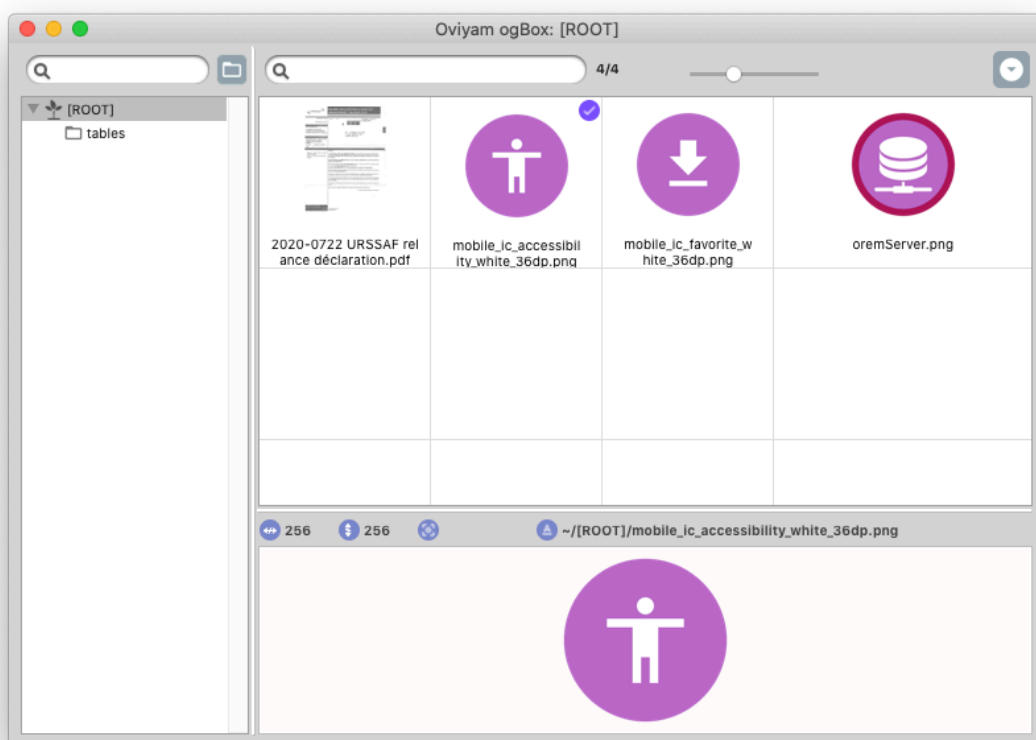 Oviyam ogBox: [ROOT]
4/4
[ROOT]
tables
2020-0722 URSSAF rel
ance déclaration.pdf
mobile_ic_accessibil
ity_white_36dp.png
mobile_ic_favorite_w
hite_36dp.png
oremServer.png
256
256
~/[ROOT]/mobile_ic_accessibility_white_36dp.png